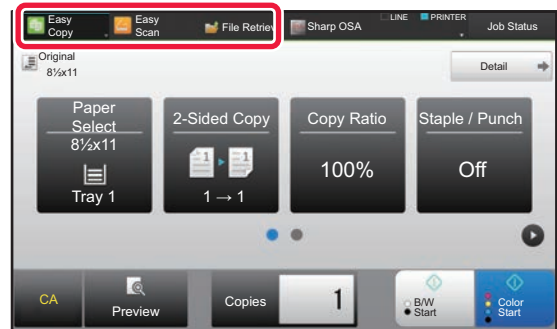 Easy Copy
Easy Scan
File Retriev
Sharp OSA
LINE
PRINTER
Job Status
Original
8½x11
Detail
Paper Select
8½x11
Tray 1
2-Sided Copy
1 1
1 → 1
Copy Ratio
100%
Staple / Punch
Off
CA
Preview
Copies
1
B/W Start
Color Start